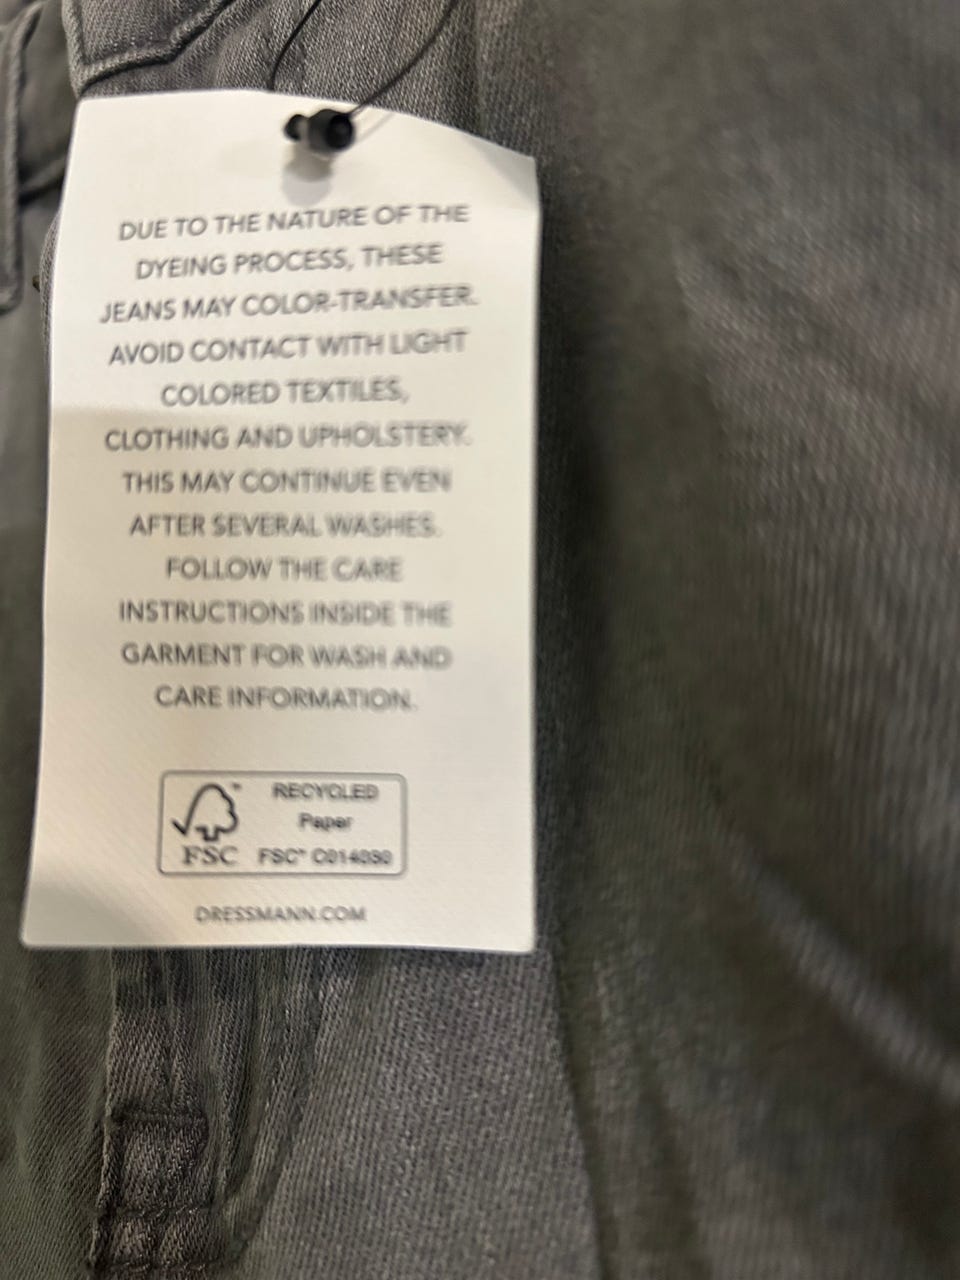 DUE TO THE NATURE OF THE
DYEING PROCESS, THESE
JEANS MAY COLOR-TRANSFER.
AVOID CONTACT WITH LIGHT
COLORED TEXTILES,
CLOTHING AND UPHOLSTERY.
THIS MAY CONTINUE EVEN
AFTER SEVERAL WASHES.
FOLLOW THE CARE
INSTRUCTIONS INSIDE THE
GARMENT FOR WASH AND
CARE INFORMATION.
RECYCLED
Paper
FSC FSC™
DRESSMANN.COM